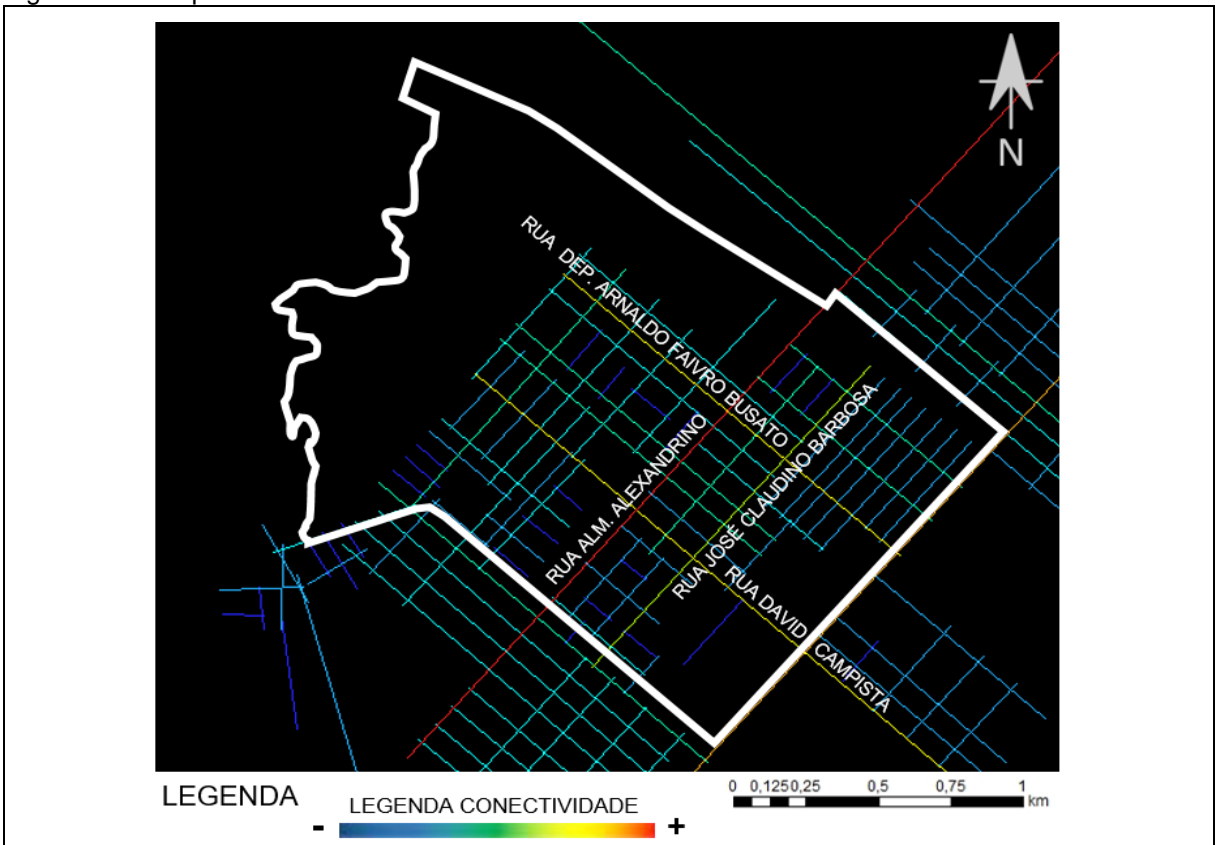 N
RUA DEP. ARNALDO FAIVRO BUSATO
RUA ALM. ALEXANDRINO
RUA JOSÉ CLAUDINO BARBOSA
RUA DAVID CAMPISTA
LEGENDA
LEGENDA CONECTIVIDADE
- +
0 0,125 0,25 0,5 0,75 1
km